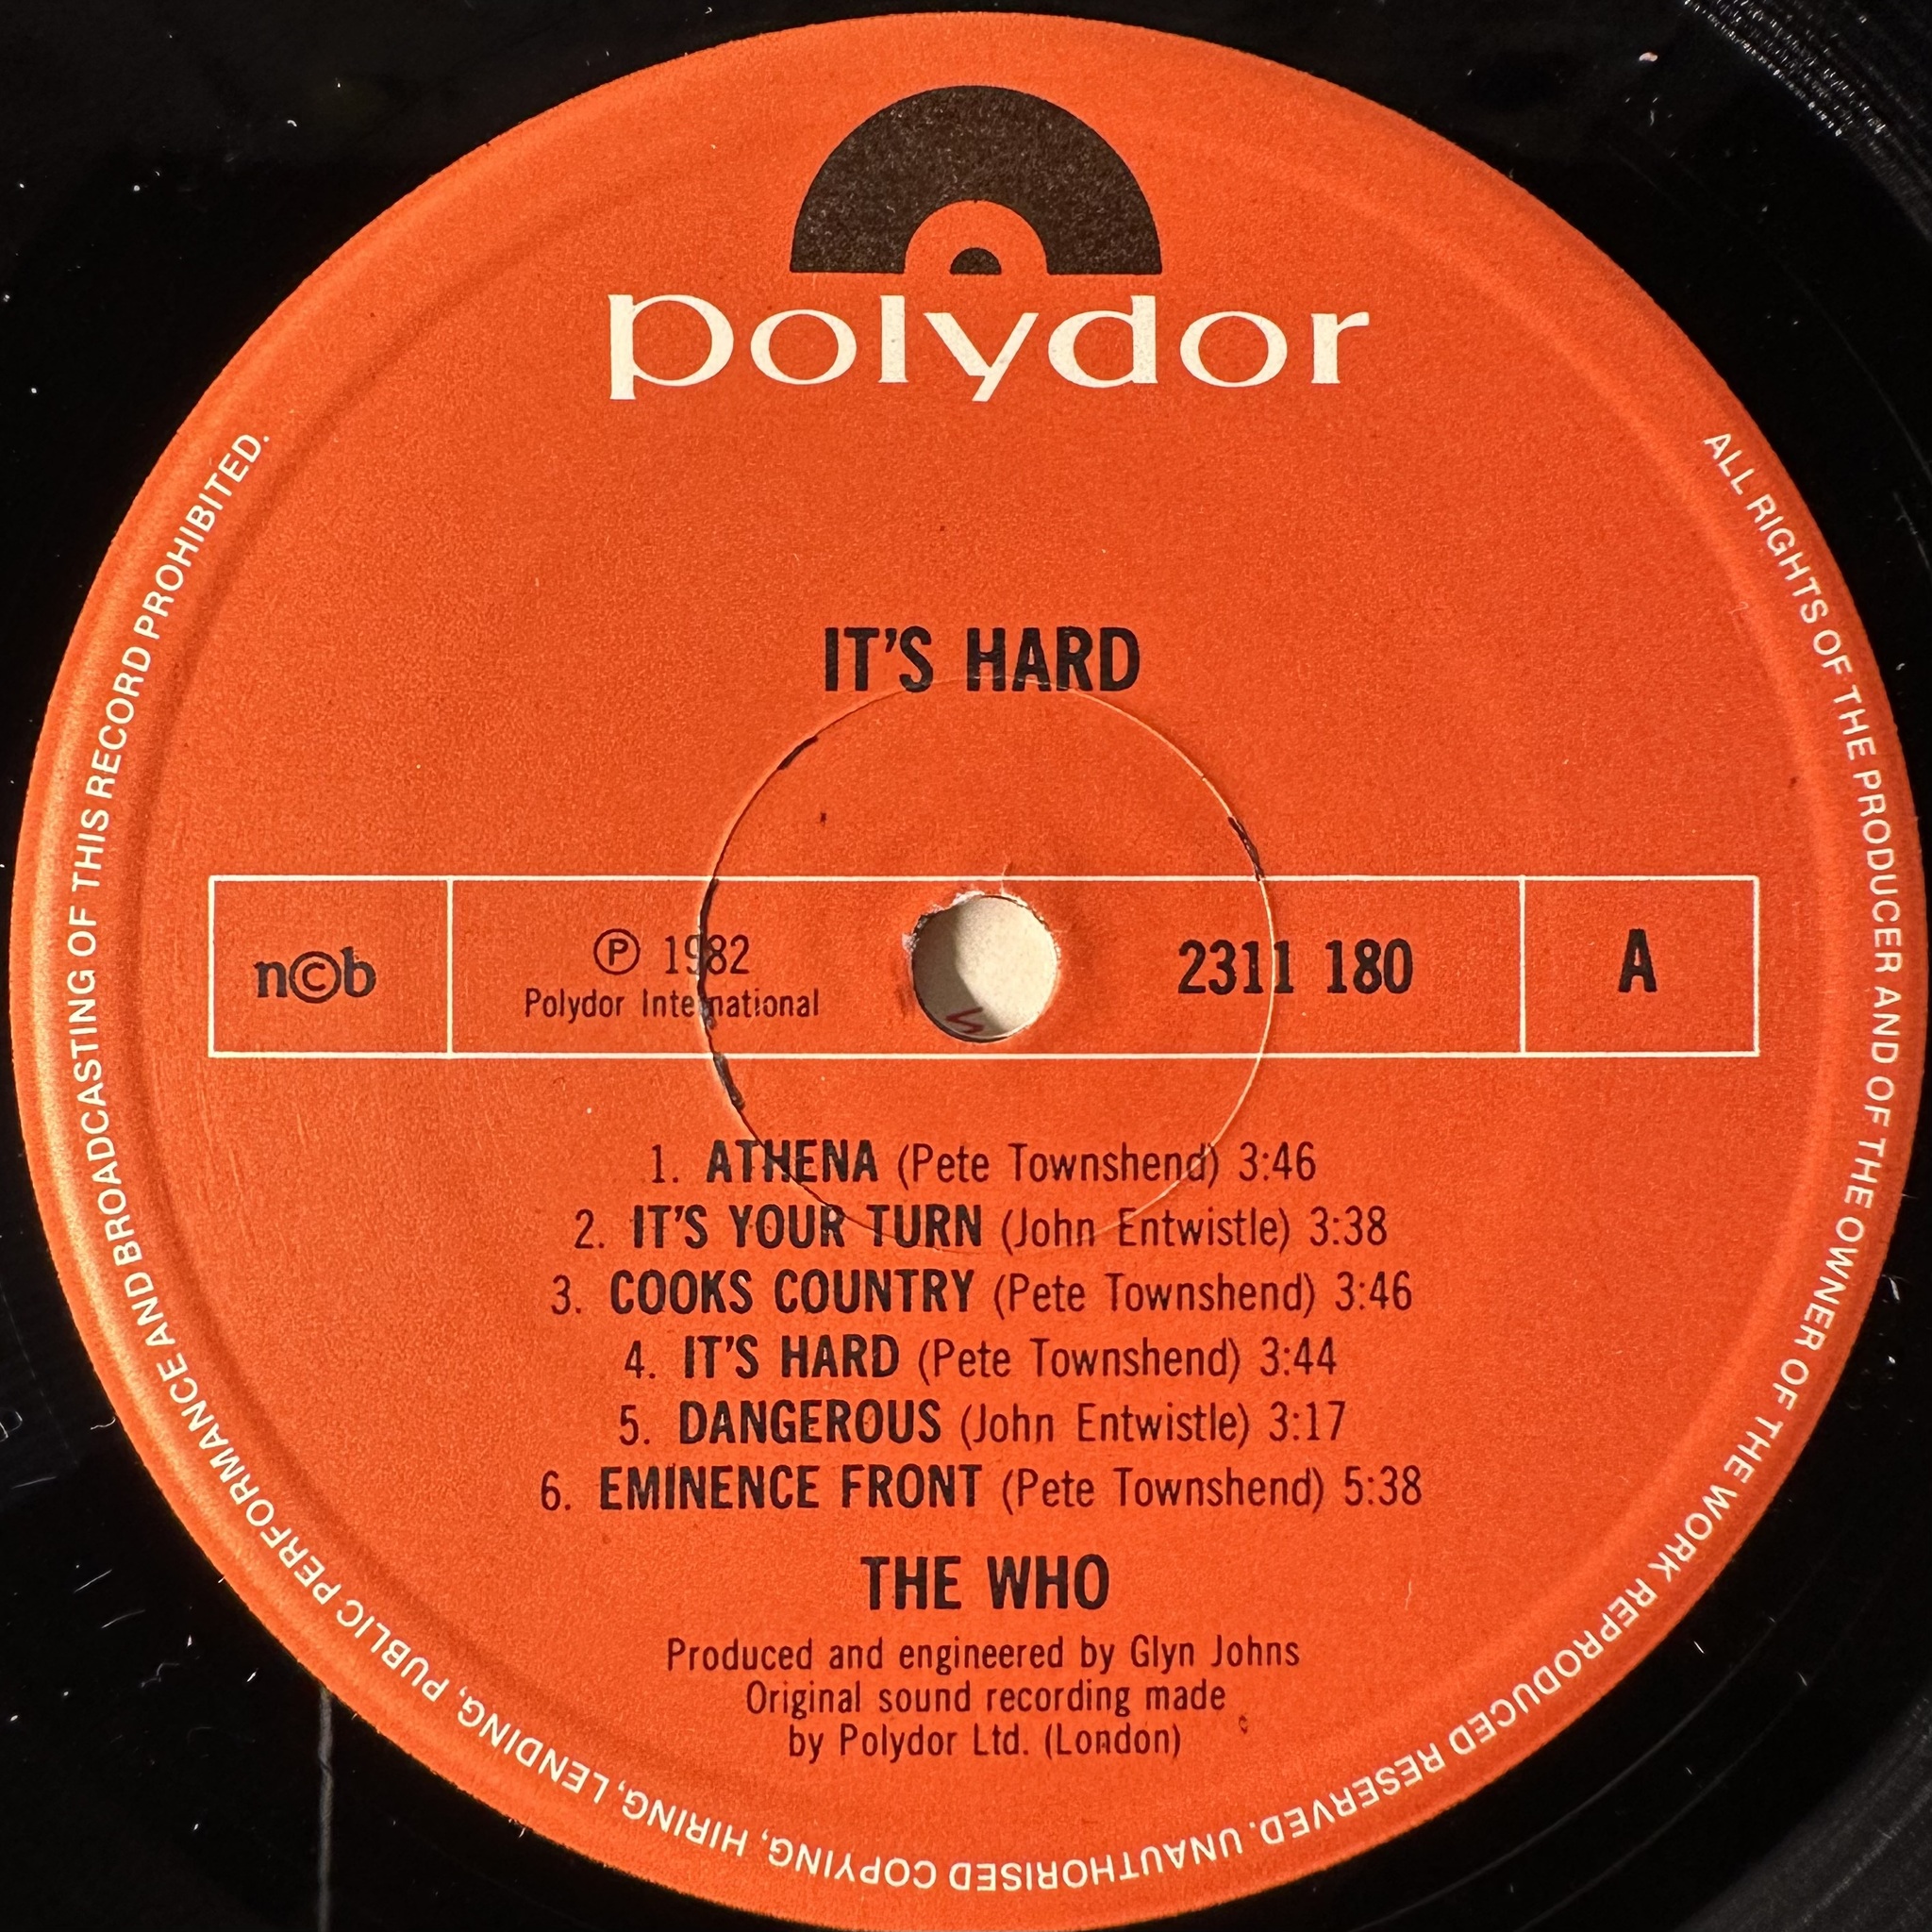 polydor
IT'S HARD
n©b
Ⓟ 1982
Polydor International
2311 180
A
1. ATHENA (Pete Townshend) 3:46
2. IT'S YOUR TURN (John Entwistle) 3:38
3. COOKS COUNTRY (Pete Townshend) 3:46
4. IT'S HARD (Pete Townshend) 3:44
5. DANGEROUS (John Entwistle) 3:17
6. EMINENCE FRONT (Pete Townshend) 5:38
THE WHO
Produced and engineered by Glyn Johns
Original sound recording made
by Polydor Ltd. (London)
ALL RIGHTS OF THE PRODUCER AND OF THE OWNER OF THE WORK REPRODUCED RESERVED. UNAUTHORISED COPYING, HIRING, LENDING, PUBLIC PERFORMANCE AND BROADCASTING OF THIS RECORD PROHIBITED.